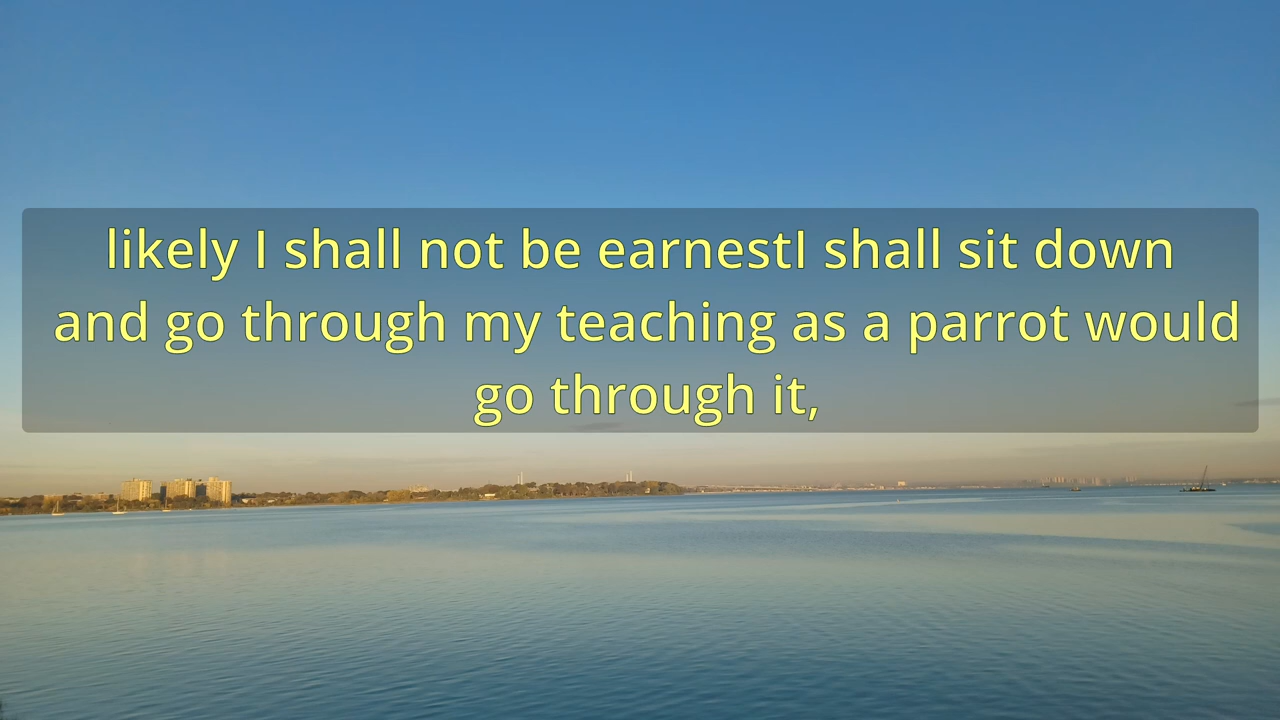 likely I shall not be earnestI shall sit down
and go through my teaching as a parrot would
go through it,